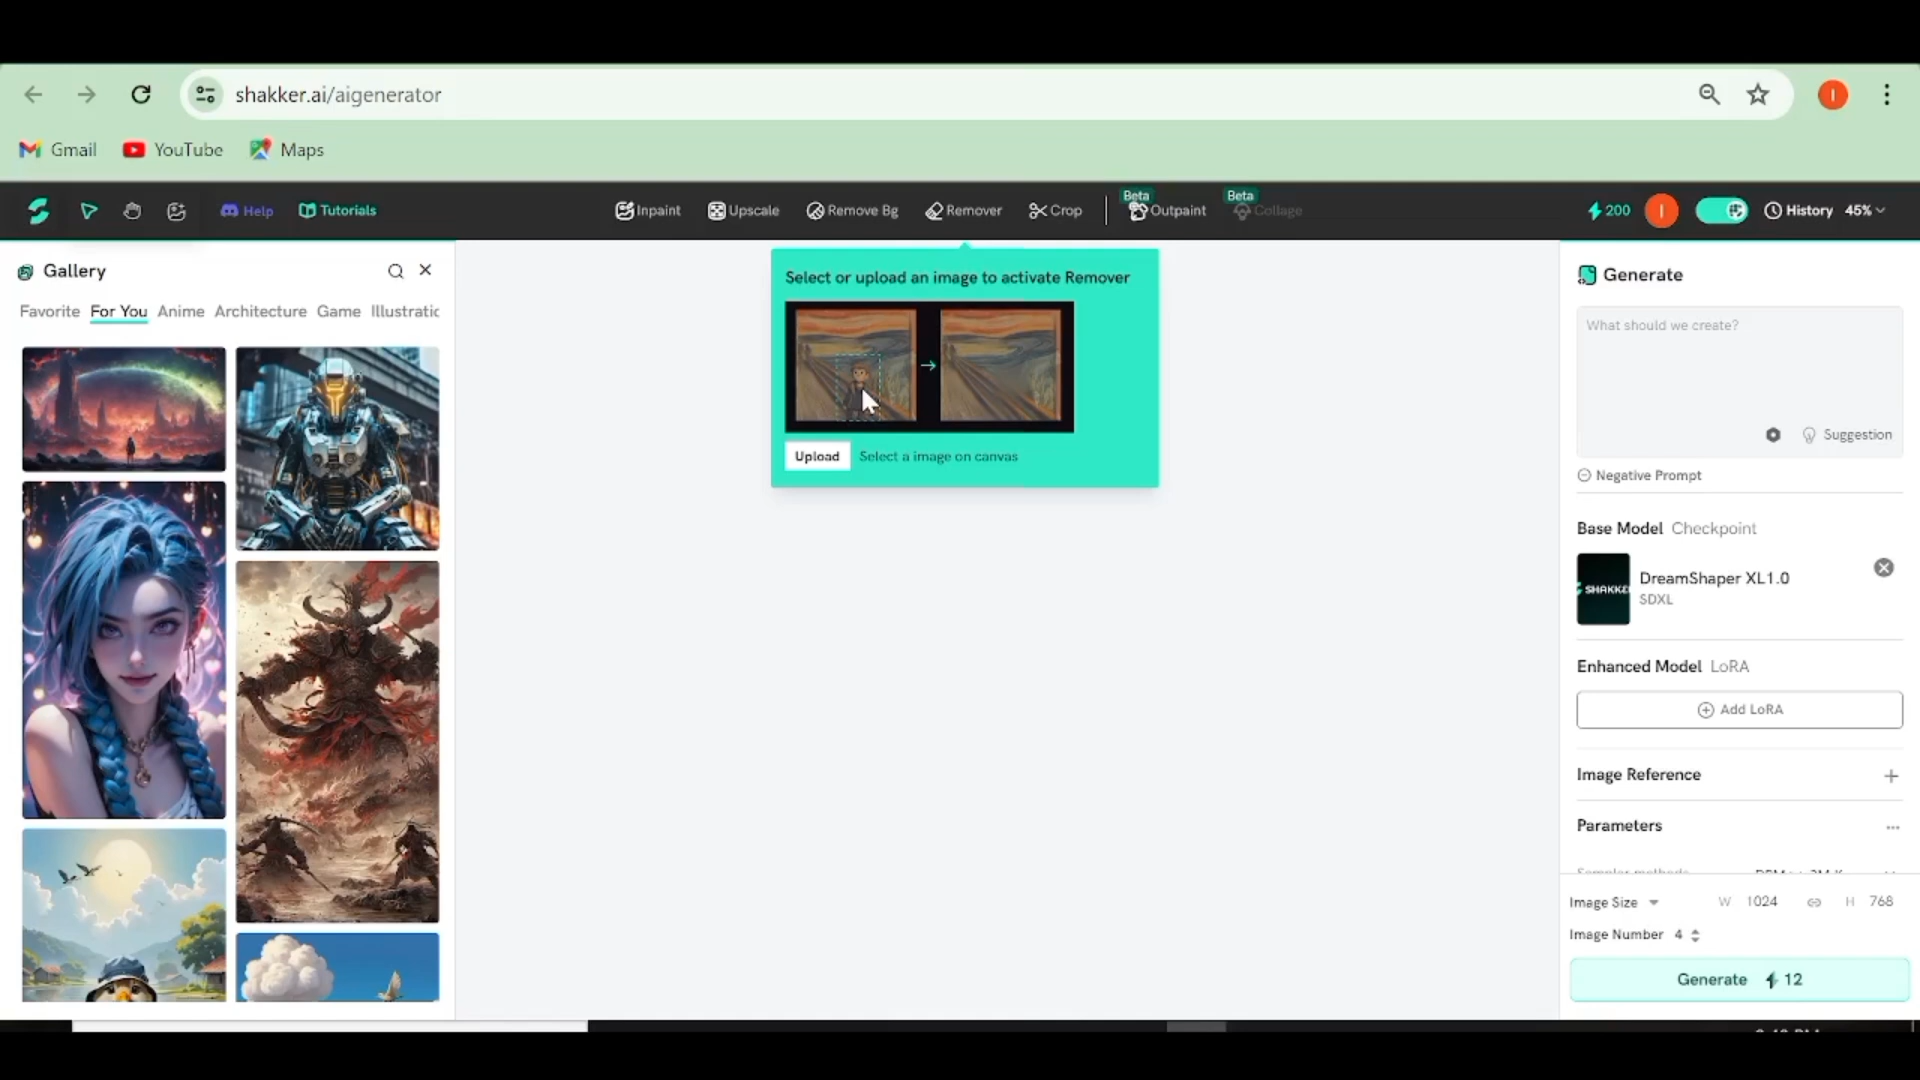 shakker.ai/aigenerator
I
Gmail YouTube Maps
Help Tutorials Inpaint Upscale Remove Bg Remover Crop Beta Outpaint Beta Collage 200 I History 45%
Gallery
Favorite For You Anime Architecture Game Illustratic
Select or upload an image to activate Remover
Upload Select a image on canvas
Generate
What should we create?
Suggestion
Negative Prompt
Base Model Checkpoint
SHAKKE
DreamShaper XL1.0
SDXL
Enhanced Model LoRA
Add LoRA
Image Reference
Parameters
Image Size W 1024 H 768
Image Number 4
Generate 12